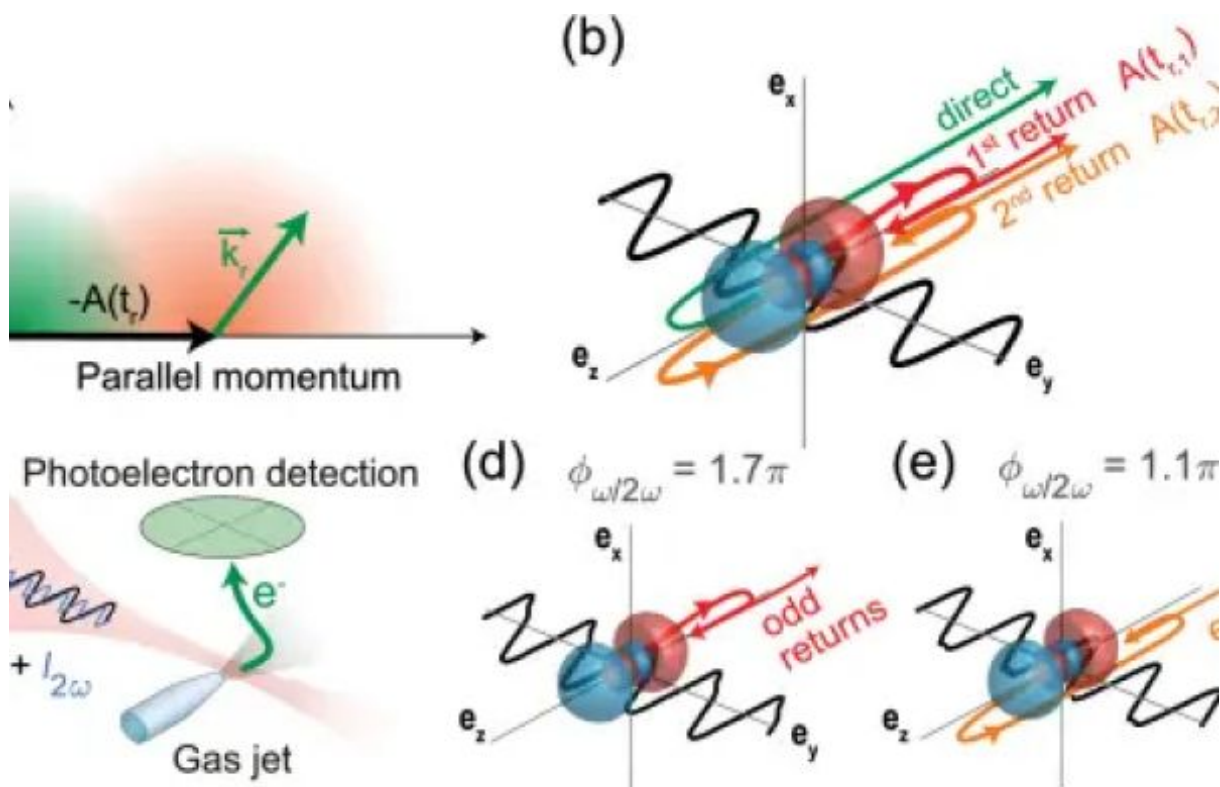 (b)
e_x
direct
1st return A(t_r,1)
2nd return A(t_r,2
k_r
-A(t_r)
Parallel momentum
e_z
e_y
Photoelectron detection
e-
+ I_2ω
Gas jet
(d)
ϕ_ω/2ω = 1.7π
e_x
odd
returns
e_z
e_y
(e)
ϕ_ω/2ω = 1.1π
e_x
e_z